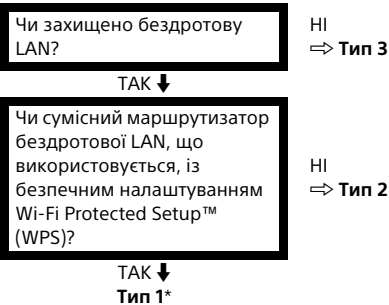 Чи захищено бездротову
LAN?
НІ
⇨ Тип 3
ТАК ⬇
Чи сумісний маршрутизатор
бездротової LAN, що
використовується, із
безпечним налаштуванням
Wi-Fi Protected Setup™
(WPS)?
НІ
⇨ Тип 2
ТАК ⬇
Тип 1*